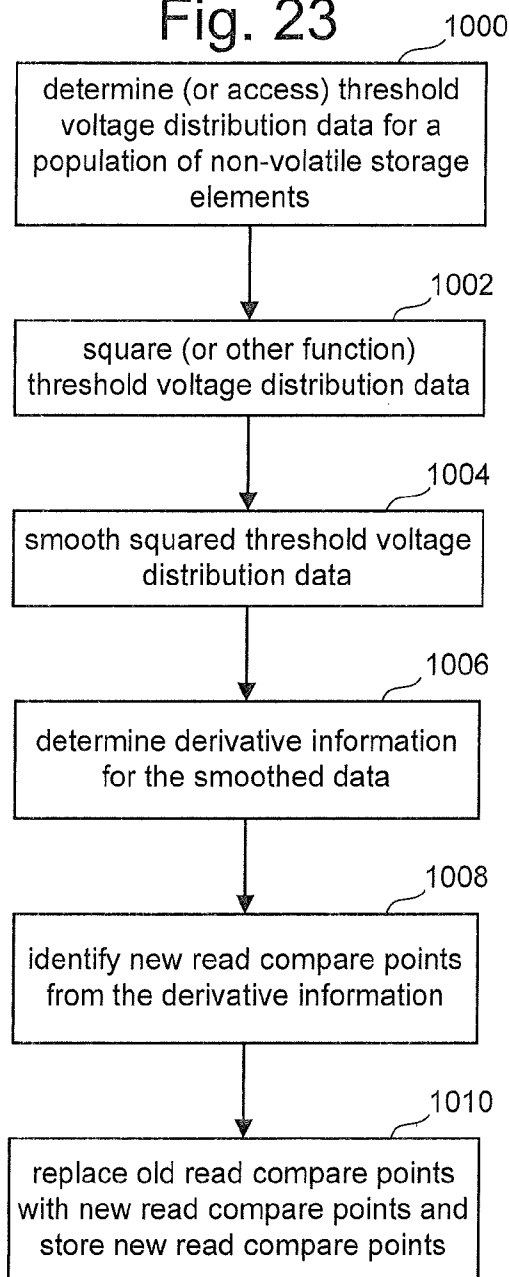 Fig. 23
1000
determine (or access) threshold
voltage distribution data for a
population of non-volatile storage
elements
1002
square (or other function)
threshold voltage distribution data
1004
smooth squared threshold voltage
distribution data
1006
determine derivative information
for the smoothed data
1008
identify new read compare points
from the derivative information
1010
replace old read compare points
with new read compare points and
store new read compare points